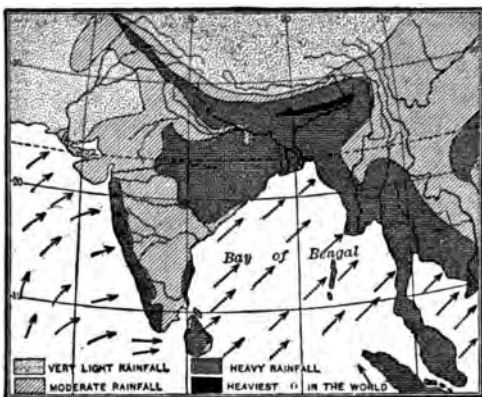 20
Bay of Bengal
VERY LIGHT RAINFALL
HEAVY RAINFALL
MODERATE RAINFALL
HEAVIEST " IN THE WORLD